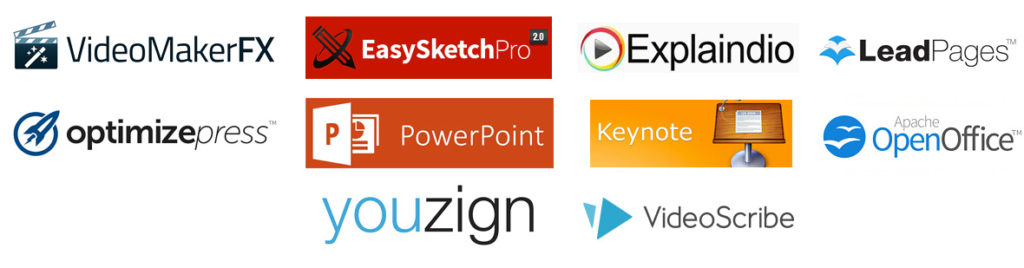 VideoMakerFX
EasySketchPro 2.0
Explaindio
LeadPages™
optimizepress™
P PowerPoint
Keynote
Apache
OpenOffice™
youzign
VideoScribe